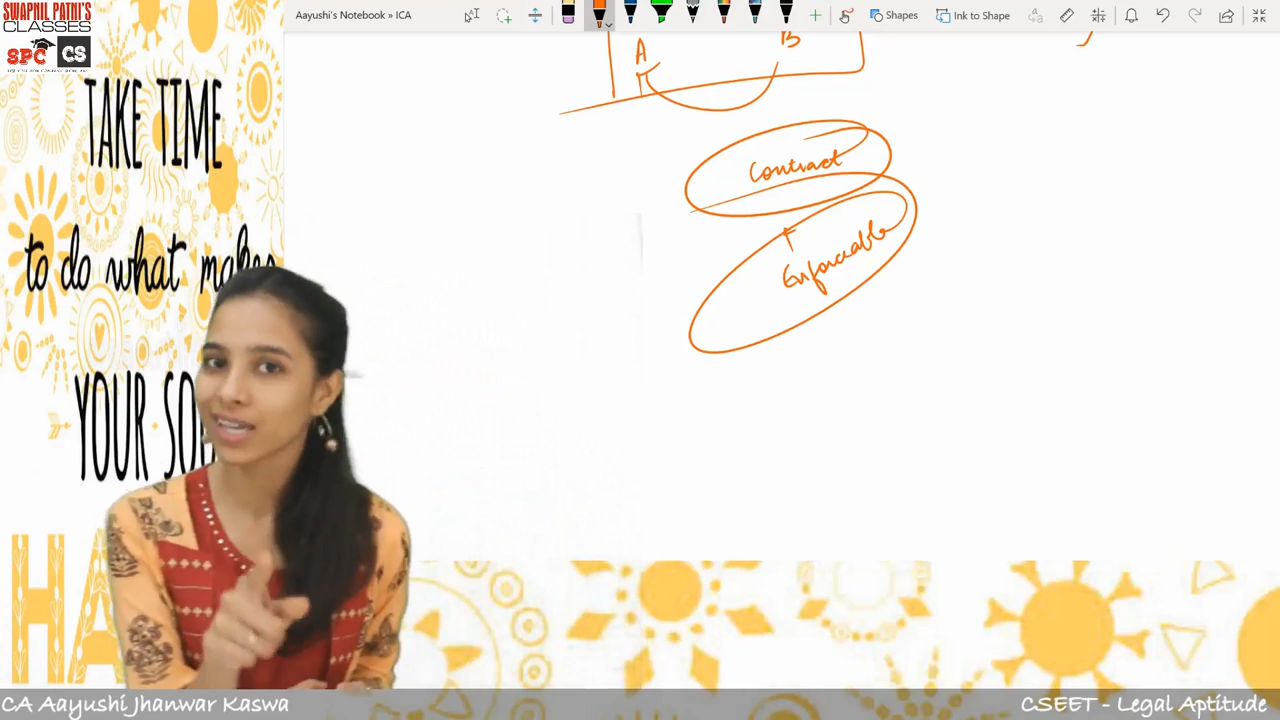 SWAPNIL PATNI'S
CLASSES
SPC CS
Aayushi's Notebook » ICA
Shapes
Ink to Shape
A
B
Contract
Enforceable
TAKE TIME
to do what makes
YOUR SO
HA
CA Aayushi Jhanwar Kaswa
CSEET - Legal Aptitude